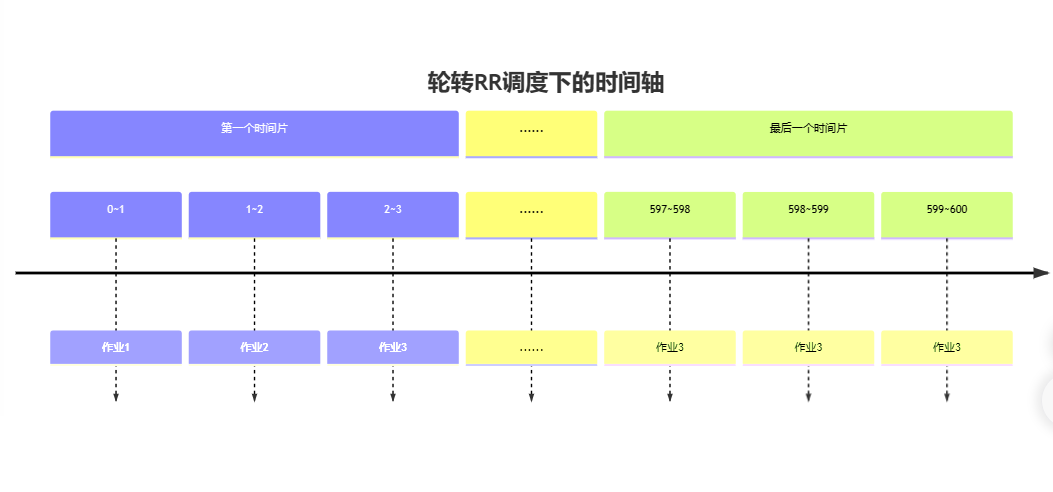 轮转RR调度下的时间轴
第一个时间片
......
最后一个时间片
0~1
1~2
2~3
......
597~598
598~599
599~600
作业1
作业2
作业3
......
作业3
作业3
作业3